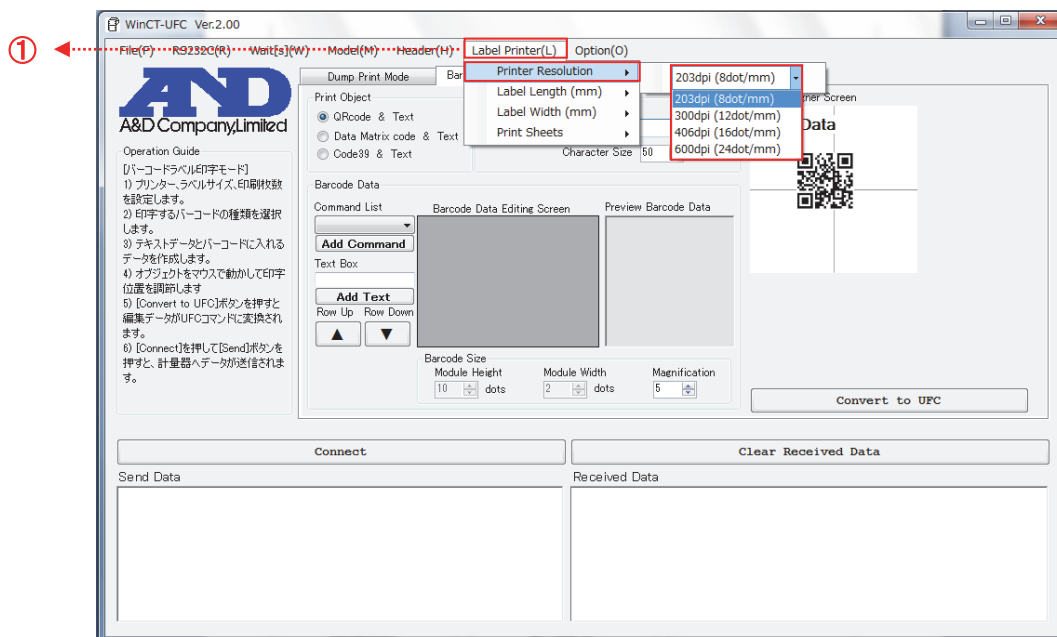 WinCT-UFC Ver.2.00
①
File(F) RS232C(R) Wait[s](W) Model(M) Header(H) Label Printer(L) Option(O)
Printer Resolution
Label Length (mm)
Label Width (mm)
Print Sheets
203dpi (8dot/mm)
203dpi (8dot/mm)
300dpi (12dot/mm)
406dpi (16dot/mm)
600dpi (24dot/mm)
AND
A&D Company,Limited
Operation Guide
[バーコードラベル印字モード]
1) プリンター、ラベルサイズ、印刷枚数
を設定します。
2) 印字するバーコードの種類を選択
します。
3) テキストデータとバーコードに入れる
データを作成します。
4) オブジェクトをマウスで動かして印字
位置を調節します
5) [Convert to UFC]ボタンを押すと
編集データがUFCコマンドに変換され
ます。
6) [Connect]を押して[Send]ボタンを
押すと、計量器へデータが送信されま
す。
Dump Print Mode
Print Object
QRcode & Text
Data Matrix code & Text
Code39 & Text
Character Size 50
Screen
Data
Barcode Data
Command List
Add Command
Text Box
Add Text
Row Up Row Down
▲ ▼
Barcode Data Editing Screen
Preview Barcode Data
Barcode Size
Module Height Module Width Magnification
10 dots 2 dots 5
Convert to UFC
Connect
Clear Received Data
Send Data
Received Data